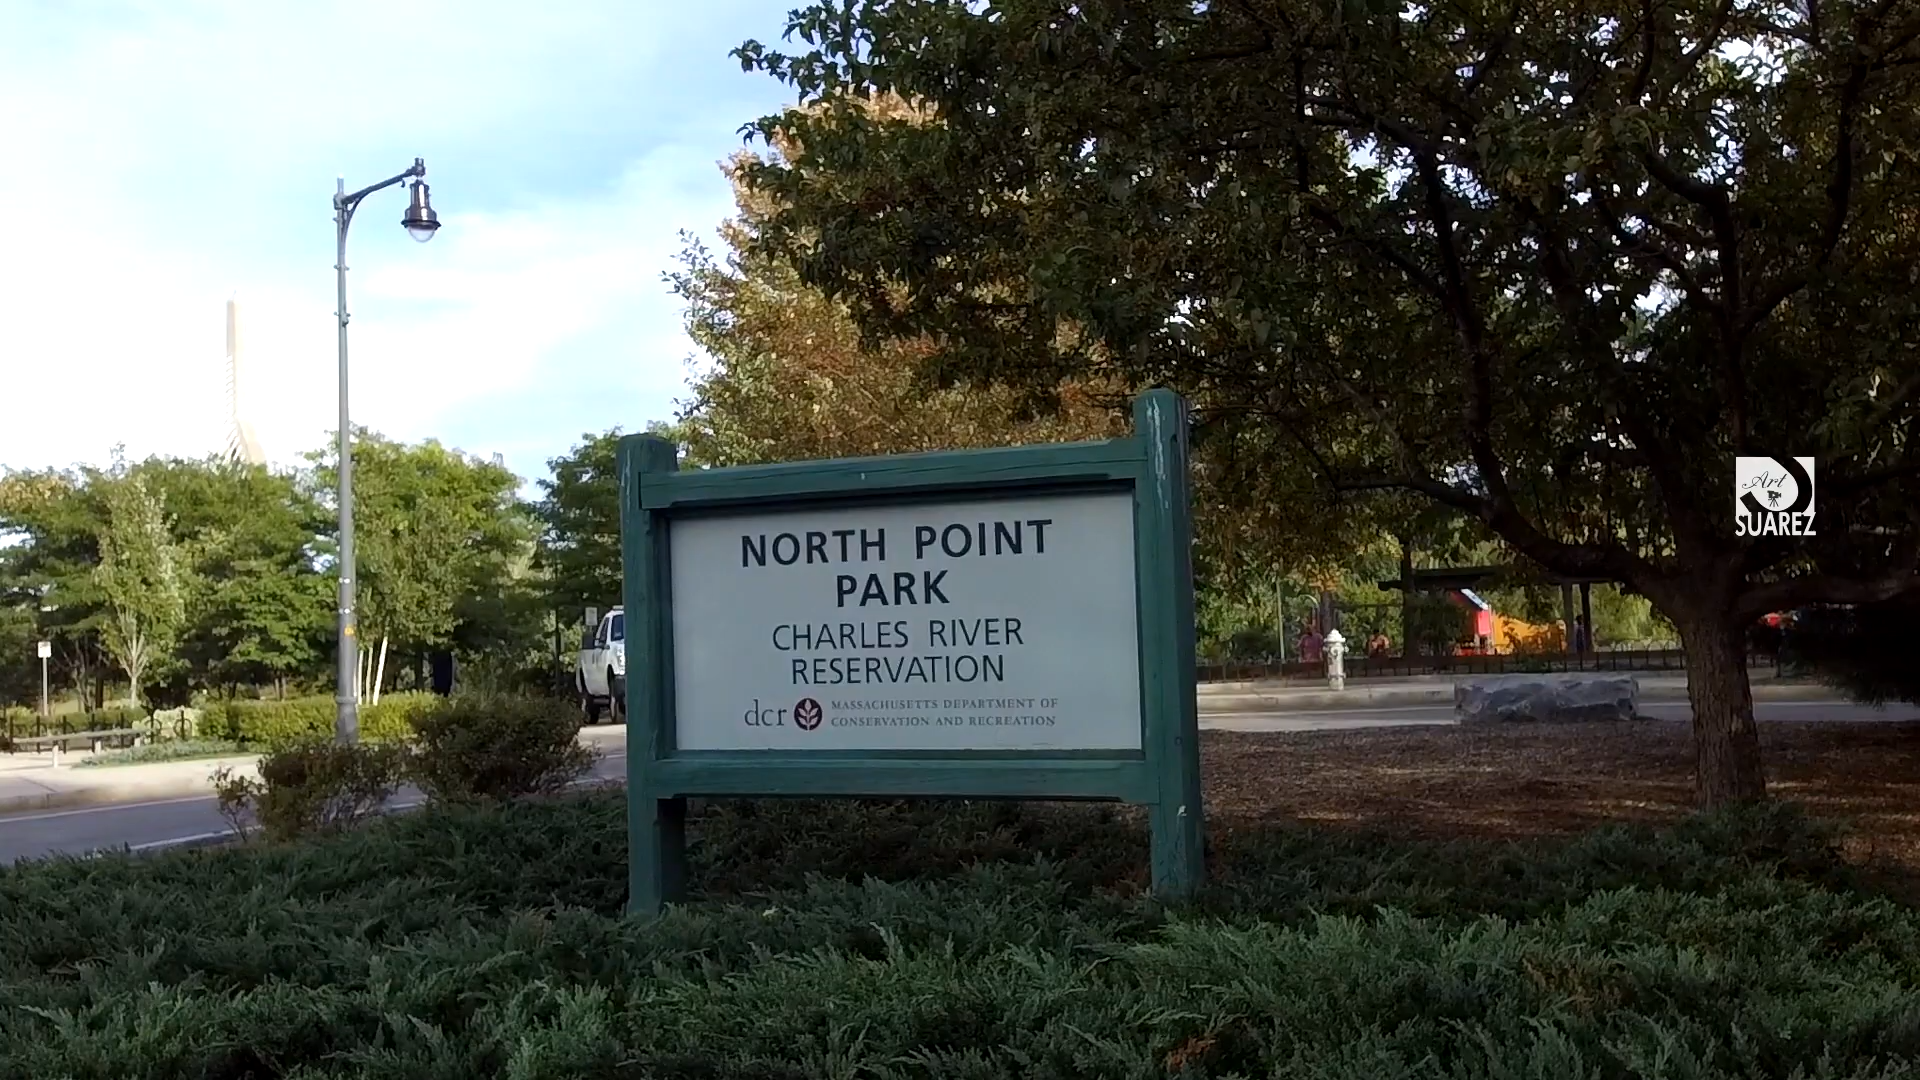 NORTH POINT
PARK
CHARLES RIVER
RESERVATION
dcr MASSACHUSETTS DEPARTMENT OF
CONSERVATION AND RECREATION
Art
SUAREZ